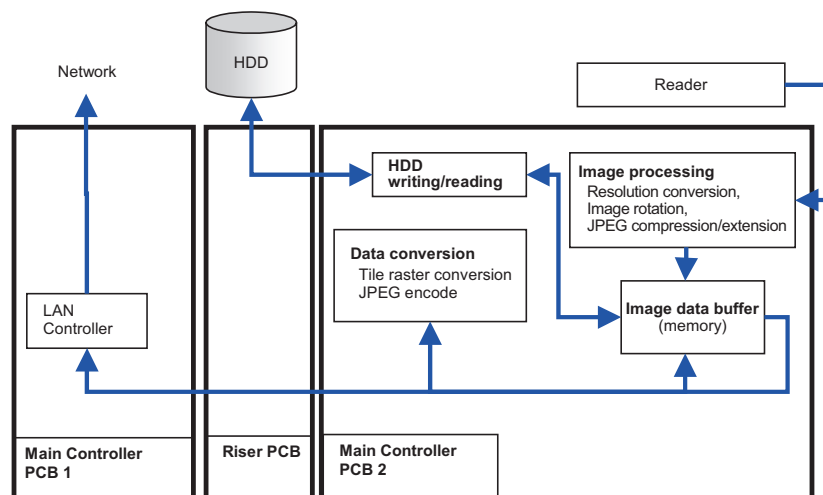 Network
HDD
Reader
HDD
writing/reading
Image processing
Resolution conversion,
Image rotation,
JPEG compression/extension
Data conversion
Tile raster conversion
JPEG encode
LAN
Controller
Image data buffer
(memory)
Main Controller
PCB 1
Riser PCB
Main Controller
PCB 2